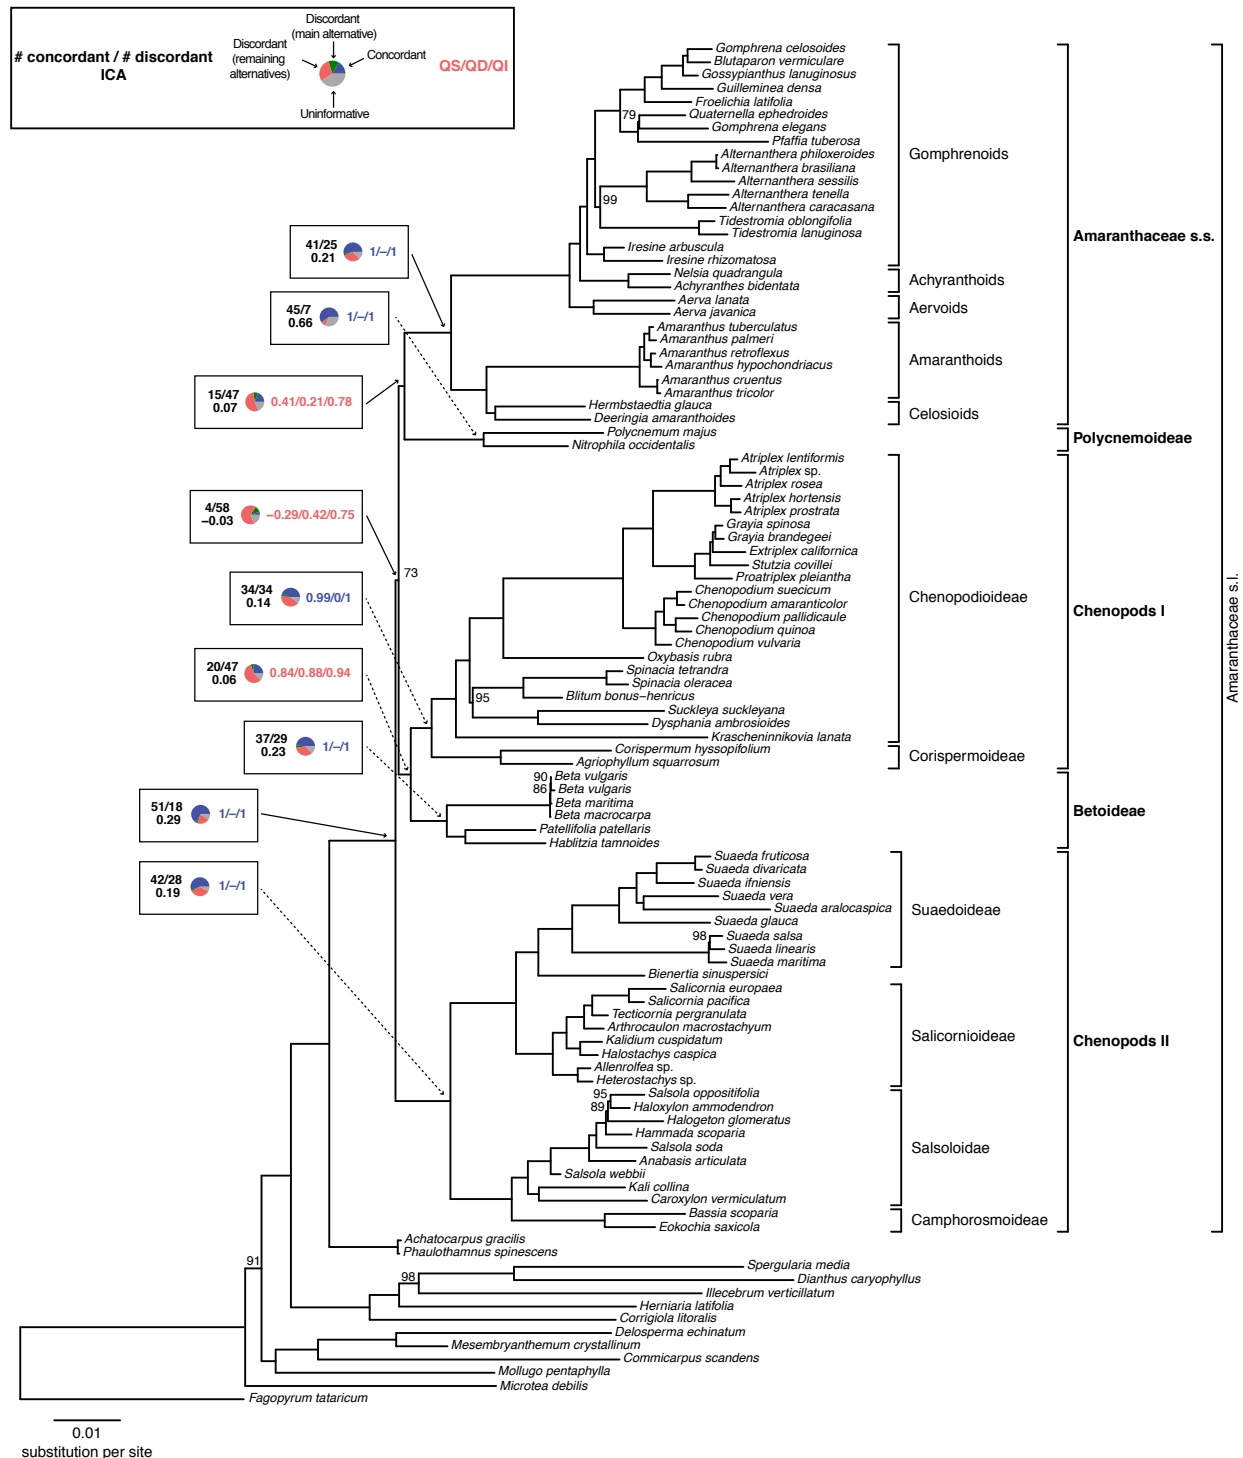 Discordant
(main alternative)
# concordant / # discordant
ICA
Discordant
(remaining
alternatives)
Concordant
QS/QD/QI
Uninformative
Gomphrena celosoides
Blutaparon vermiculare
Gossypianthus lanuginosus
Guilleminea densa
Froelichia latifolia
79
Quaternella ephedroides
Gomphrena elegans
Pfaffia tuberosa
Alternanthera philoxeroides
Alternanthera brasiliana
Alternanthera sessilis
Alternanthera tenella
99
Alternanthera caracasana
Tidestromia oblongifolia
Tidestromia lanuginosa
Iresine arbuscula
Iresine rhizomatosa
Gomphrenoids
Nelsia quadrangula
Achyranthes bidentata
Achyranthoids
Aerva lanata
Aerva javanica
Aervoids
Amaranthus tuberculatus
Amaranthus palmeri
Amaranthus retroflexus
Amaranthus hypochondriacus
Amaranthus cruentus
Amaranthus tricolor
Amaranthoids
Hermbstaedtia glauca
Deeringia amaranthoides
Celosioids
Amaranthaceae s.s.
Polycnemum majus
Nitrophila occidentalis
Polycnemoideae
41/25
0.21
1/–/1
45/7
0.66
1/–/1
15/47
0.07
0.41/0.21/0.78
4/58
−0.03
−0.29/0.42/0.75
73
34/34
0.14
0.99/0/1
20/47
0.06
0.84/0.88/0.94
37/29
0.23
1/–/1
51/18
0.29
1/–/1
42/28
0.19
1/–/1
Atriplex lentiformis
Atriplex sp.
Atriplex rosea
Atriplex hortensis
Atriplex prostrata
Grayia spinosa
Grayia brandegeei
Extriplex californica
Stutzia covillei
Proatriplex pleiantha
Chenopodium suecicum
Chenopodium amaranticolor
Chenopodium pallidicaule
Chenopodium quinoa
Chenopodium vulvaria
Oxybasis rubra
Spinacia tetrandra
Spinacia oleracea
95
Blitum bonus−henricus
Suckleya suckleyana
Dysphania ambrosioides
Krascheninnikovia lanata
Chenopodioideae
Corispermum hyssopifolium
Agriophyllum squarrosum
Corispermoideae
Chenopods I
90
Beta vulgaris
86
Beta vulgaris
Beta maritima
Beta macrocarpa
Patellifolia patellaris
Hablitzia tamnoides
Betoideae
Suaeda fruticosa
Suaeda divaricata
Suaeda ifniensis
Suaeda vera
Suaeda aralocaspica
Suaeda glauca
98
Suaeda salsa
Suaeda linearis
Suaeda maritima
Bienertia sinuspersici
Suaedoideae
Salicornia europaea
Salicornia pacifica
Tecticornia pergranulata
Arthrocaulon macrostachyum
Kalidium cuspidatum
Halostachys caspica
Allenrolfea sp.
Heterostachys sp.
Salicornioideae
95
Salsola oppositifolia
89
Haloxylon ammodendron
Halogeton glomeratus
Hammada scoparia
Salsola soda
Anabasis articulata
Salsola webbii
Kali collina
Caroxylon vermiculatum
Salsoloidae
Bassia scoparia
Eokochia saxicola
Camphorosmoideae
Chenopods II
Amaranthaceae s.l.
Achatocarpus gracilis
Phaulothamnus spinescens
91
98
Spergularia media
Dianthus caryophyllus
Illecebrum verticillatum
Herniaria latifolia
Corrigiola litoralis
Delosperma echinatum
Mesembryanthemum crystallinum
Commicarpus scandens
Mollugo pentaphylla
Microtea debilis
Fagopyrum tataricum
0.01
substitution per site